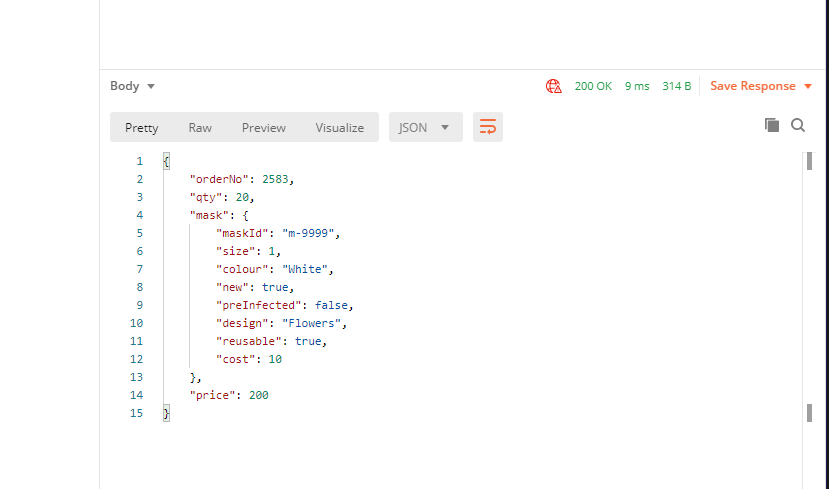 Body
200 OK 9 ms 314 B Save Response
Pretty Raw Preview Visualize JSON
1 {
2 "orderNo": 2583,
3 "qty": 20,
4 "mask": {
5 "maskId": "m-9999",
6 "size": 1,
7 "colour": "White",
8 "new": true,
9 "preInfected": false,
10 "design": "Flowers",
11 "reusable": true,
12 "cost": 10
13 },
14 "price": 200
15 }